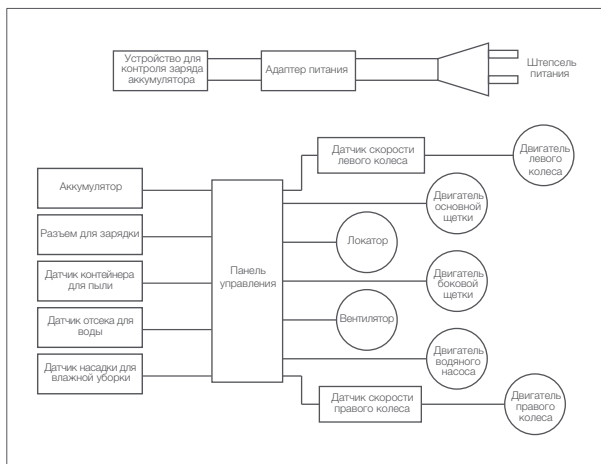 Устройство для
контроля заряда
аккумулятора
Адаптер питания
Штепсель
питания
Датчик скорости
левого колеса
Двигатель
левого колеса
Аккумулятор
Двигатель
основной
щетки
Разъем для зарядки
Локатор
Панель
управления
Датчик контейнера
для пыли
Двигатель
боковой
щетки
Датчик отсека для
воды
Вентилятор
Датчик насадки для
влажной уборки
Двигатель
водяного
насоса
Датчик скорости
правого колеса
Двигатель
правого
колеса